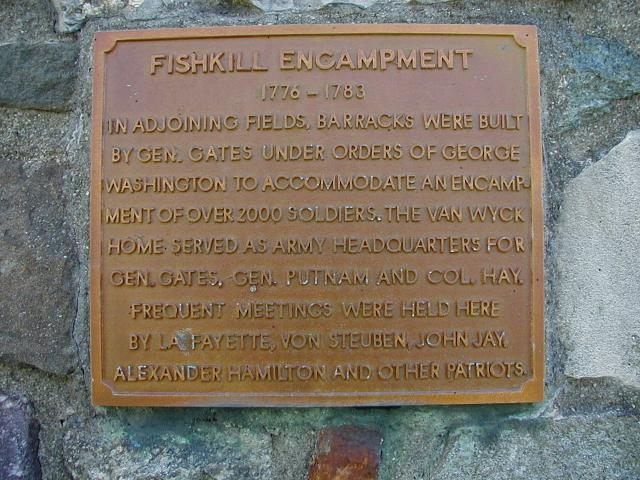 FISHKILL ENCAMPMENT
1776 - 1783
IN ADJOINING FIELDS, BARRACKS WERE BUILT
BY GEN. GATES UNDER ORDERS OF GEORGE
WASHINGTON TO ACCOMMODATE AN ENCAMP-
MENT OF OVER 2000 SOLDIERS. THE VAN WYCK
HOME SERVED AS ARMY HEADQUARTERS FOR
GEN. GATES, GEN. PUTNAM AND COL. HAY.
FREQUENT MEETINGS WERE HELD HERE
BY LA FAYETTE, VON STEUBEN, JOHN JAY,
ALEXANDER HAMILTON AND OTHER PATRIOTS.